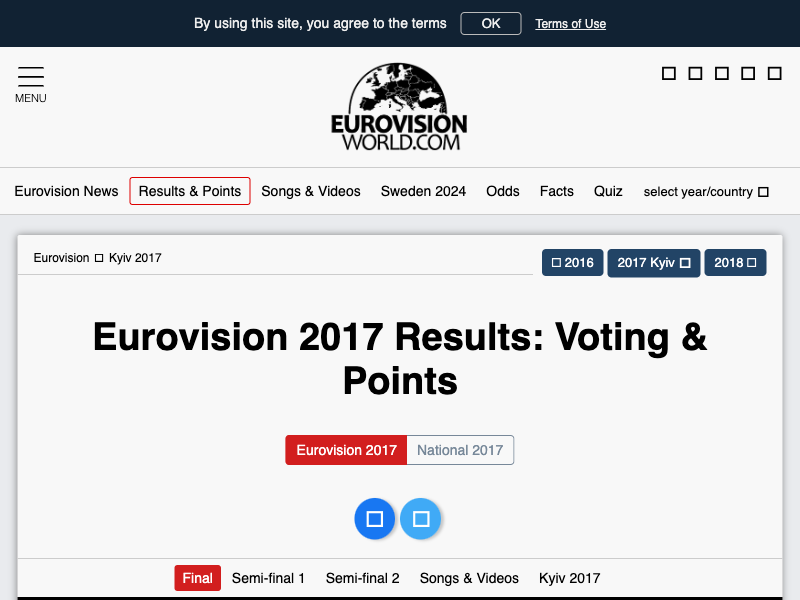 By using this site, you agree to the terms OK Terms of Use
MENU
EUROVISION
WORLD.COM
Eurovision News Results & Points Songs & Videos Sweden 2024 Odds Facts Quiz select year/country
Eurovision Kyiv 2017 2016 2017 Kyiv 2018
Eurovision 2017 Results: Voting &
Points
Eurovision 2017 National 2017
Final Semi-final 1 Semi-final 2 Songs & Videos Kyiv 2017